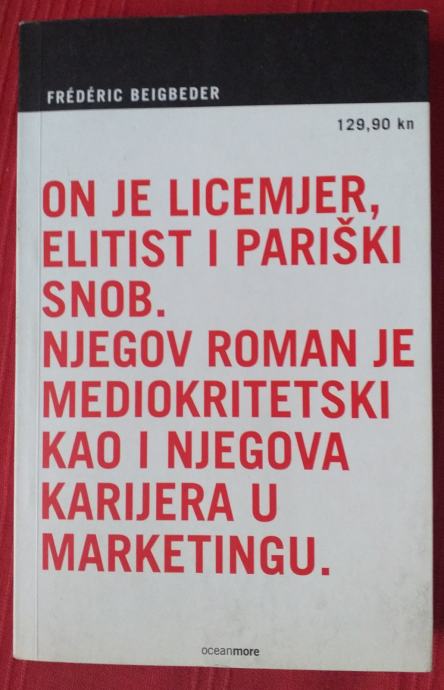 FRÉDÉRIC BEIGBEDER
129,90 kn
ON JE LICEMJER,
ELITIST I PARIŠKI
SNOB.
NJEGOV ROMAN JE
MEDIOKRITETSKI
KAO I NJEGOVA
KARIJERA U
MARKETINGU.
oceanmore